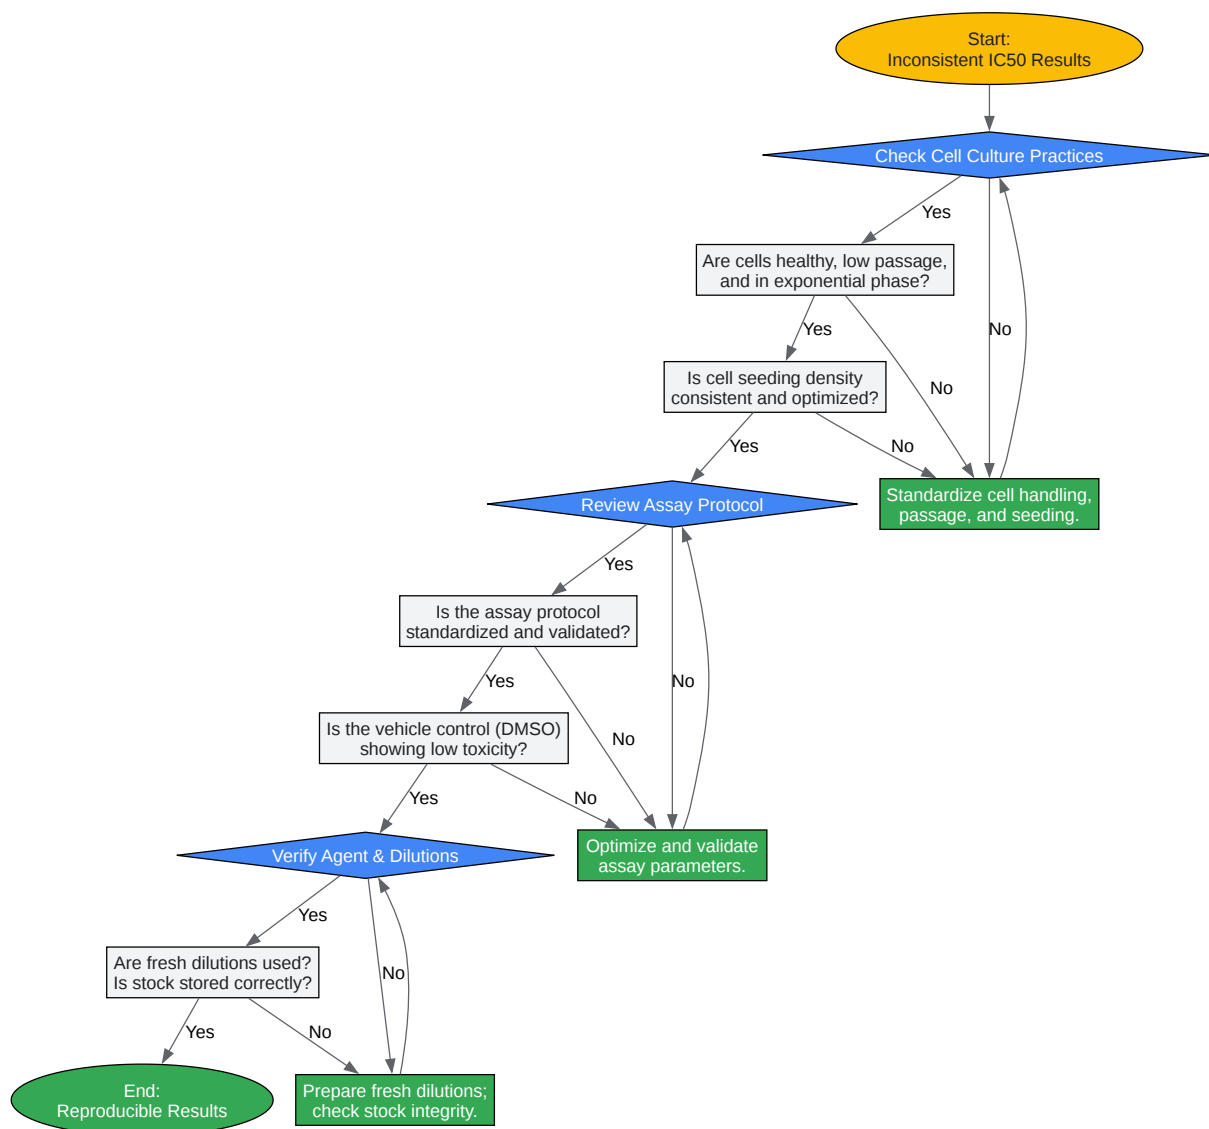 Start:
Inconsistent IC50 Results
Check Cell Culture Practices
Yes
Are cells healthy, low passage,
and in exponential phase?
Yes
No
No
Is cell seeding density
consistent and optimized?
Yes
No
Standardize cell handling,
passage, and seeding.
Review Assay Protocol
Yes
Is the assay protocol
standardized and validated?
Yes
No
No
Is the vehicle control (DMSO)
showing low toxicity?
Yes
No
Optimize and validate
assay parameters.
Verify Agent & Dilutions
Yes
Are fresh dilutions used?
Is stock stored correctly?
No
Yes
No
End:
Reproducible Results
Prepare fresh dilutions;
check stock integrity.